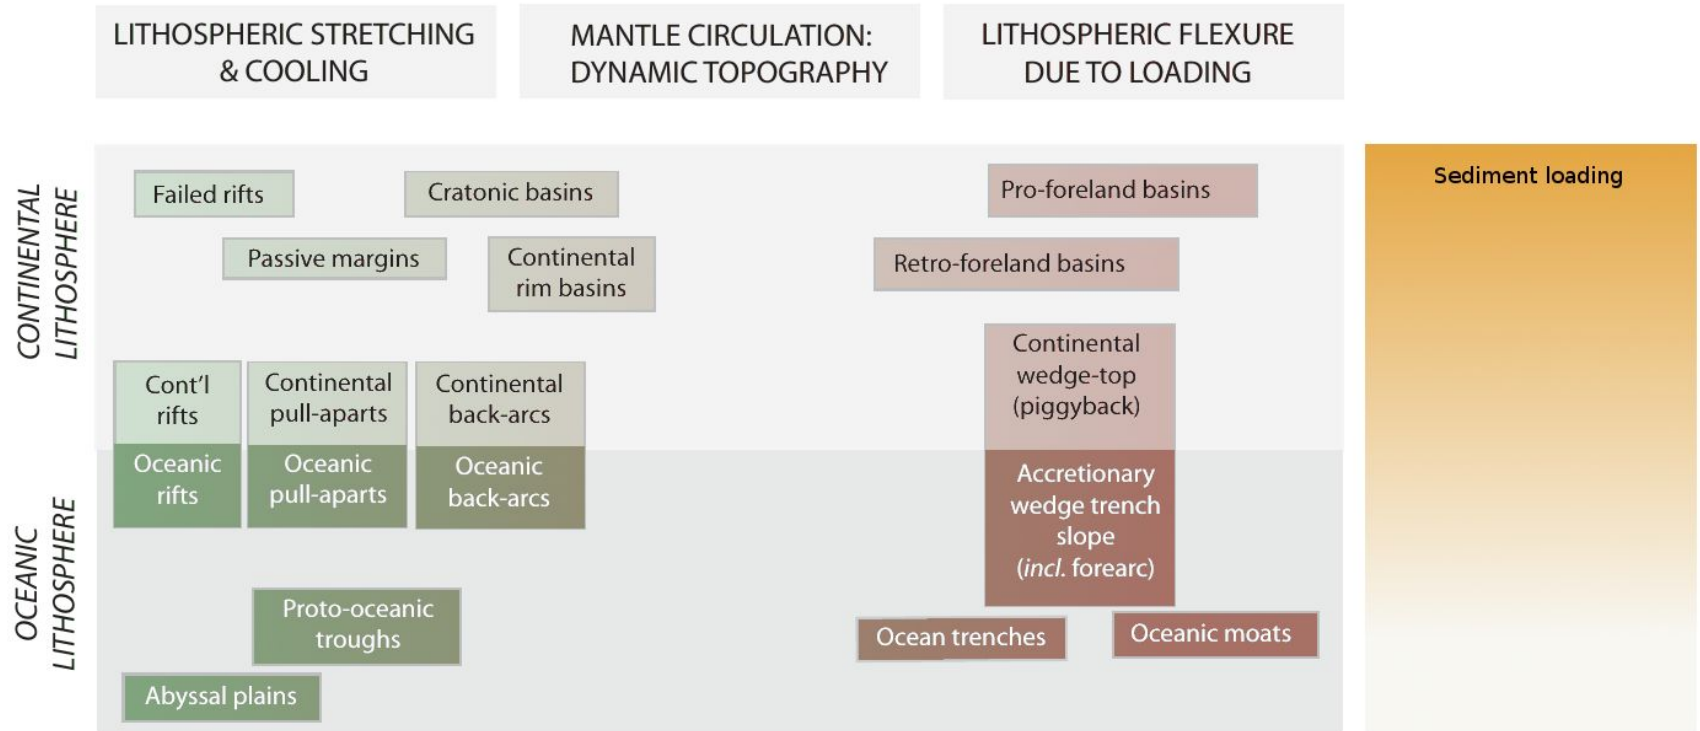 LITHOSPHERIC STRETCHING
& COOLING
MANTLE CIRCULATION:
DYNAMIC TOPOGRAPHY
LITHOSPHERIC FLEXURE
DUE TO LOADING
CONTINENTAL
LITHOSPHERE
Failed rifts
Cratonic basins
Pro-foreland basins
Sediment loading
Passive margins
Continental
rim basins
Retro-foreland basins
Cont'l
rifts
Continental
pull-aparts
Continental
back-arcs
Continental
wedge-top
(piggyback)
OCEANIC
LITHOSPHERE
Oceanic
rifts
Oceanic
pull-aparts
Oceanic
back-arcs
Accretionary
wedge trench
slope
(incl. forearc)
Proto-oceanic
troughs
Ocean trenches
Oceanic moats
Abyssal plains